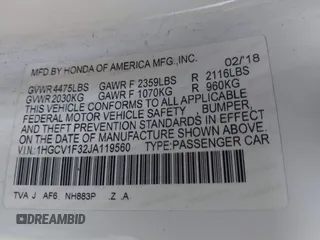 MFD. BY HONDA OF AMERICA MFG.,INC. 02/'18
GVWR 4475LBS GAWR F 2359LBS R 2116LBS
GVWR 2030KG GAWR F 1070KG R 960KG
THIS VEHICLE CONFORMS TO ALL APPLICABLE
FEDERAL MOTOR VEHICLE SAFETY, BUMPER,
AND THEFT PREVENTION STANDARDS IN EFFECT
ON THE DATE OF MANUFACTURE SHOWN ABOVE.
V.I.N.:1HGCV1F32JA119560 TYPE:PASSENGER CAR
TVA J AF6 NH883P .Z .A
IAAI/BIDMOTO